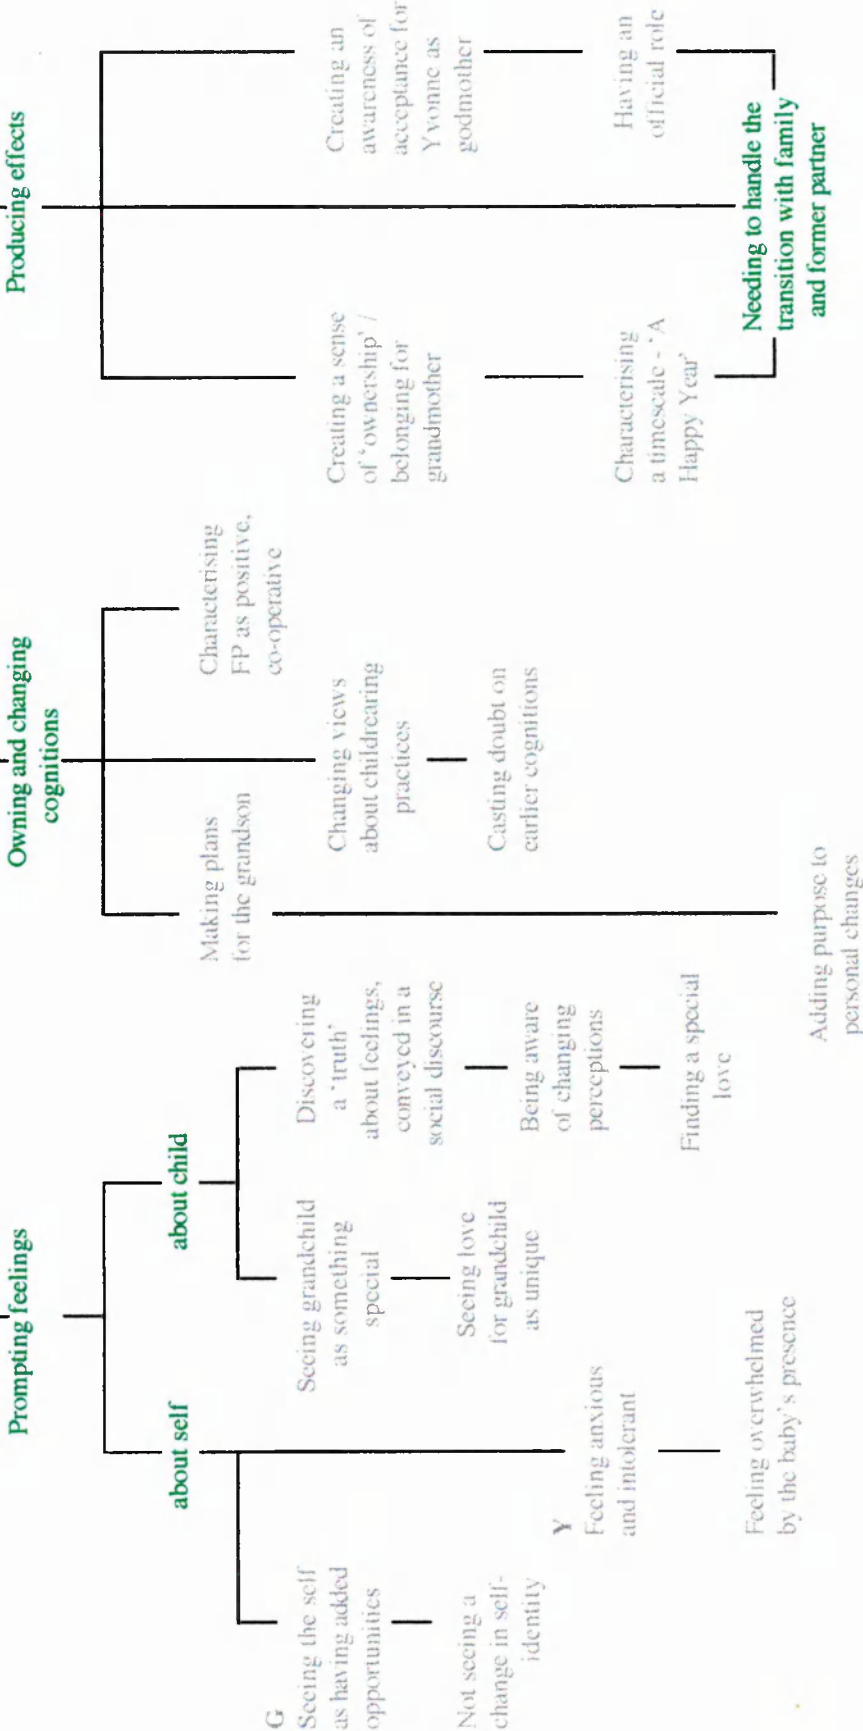 Prompting feelings
about self
G
Seeing the self
as having added
opportunities
Not seeing a
change in self-
identity
Y
Feeling anxious
and intolerant
Feeling overwhelmed
by the baby's presence
about child
Seeing grandchild
as something
special
Seeing love
for grandchild
as unique
Discovering
a 'truth'
about feelings,
conveyed in a
social discourse
Being aware
of changing
perceptions
Finding a special
love
Owning and changing
cognitions
Making plans
for the grandson
Adding purpose to
personal changes
Changing views
about childrearing
practices
Casting doubt on
earlier cognitions
Characterising
FP as positive,
co-operative
Producing effects
Creating a sense
of 'ownership' /
belonging for
grandmother
Characterising
a timescale - 'A
Happy Year'
Creating an
awareness of
acceptance for
Yvonne as
godmother
Having an
official role
Needing to handle the
transition with family
and former partner